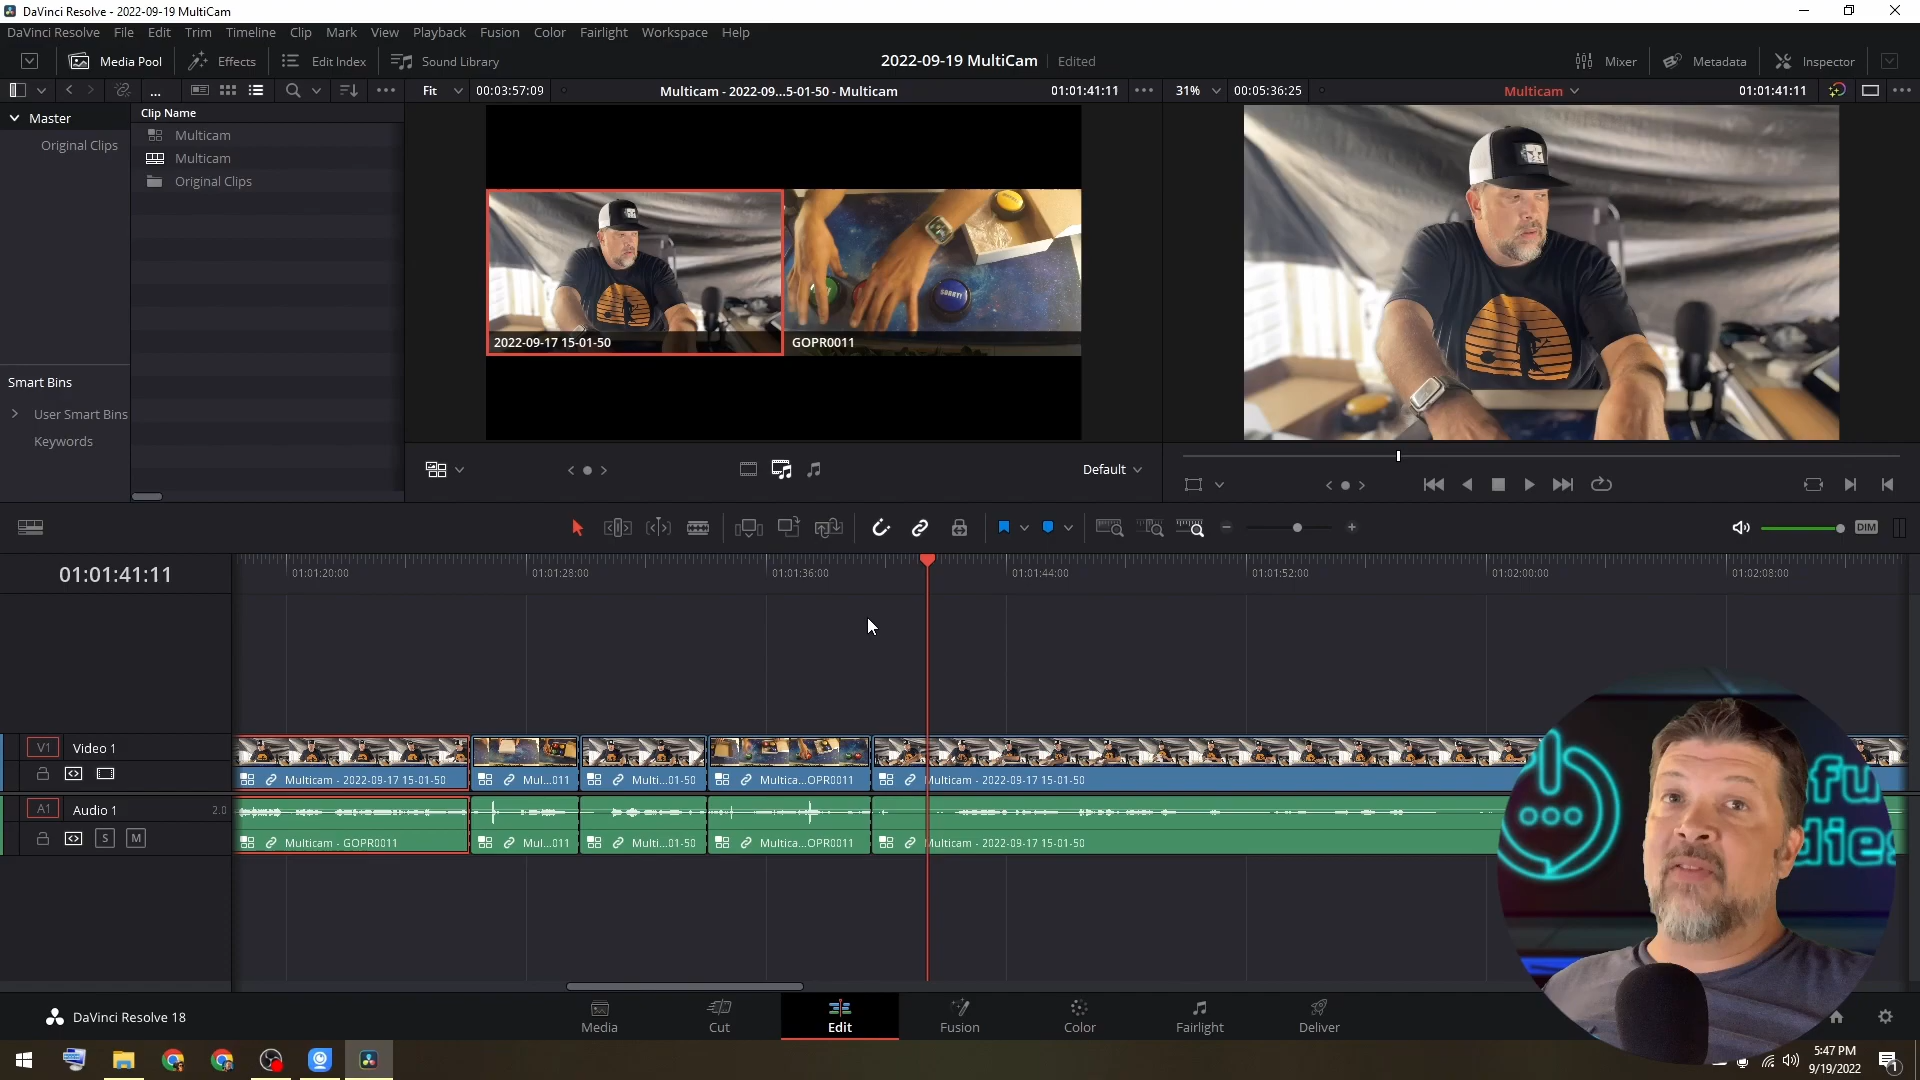 DaVinci Resolve - 2022-09-19 MultiCam
DaVinci Resolve File Edit Trim Timeline Clip Mark View Playback Fusion Color Fairlight Workspace Help
Media Pool Effects Edit Index Sound Library 2022-09-19 MultiCam Edited Mixer Metadata Inspector
... Fit 00:03:57:09 Multicam - 2022-09...5-01-50 - Multicam 01:01:41:11 31% 00:05:36:25 Multicam 01:01:41:11
Master
Original Clips
Clip Name
Multicam
Multicam
Original Clips
Smart Bins
User Smart Bins
Keywords
SORRY!
2022-09-17 15-01-50 GOPR0011
Default
DIM
01:01:41:11
01:01:20:00 01:01:28:00 01:01:36:00 01:01:44:00 01:01:52:00 01:02:00:00 01:02:08:00
V1 Video 1
Multicam - 2022-09-17 15-01-50 Mul...011 Multi...01-50 Multica...OPR0011 Multicam - 2022-09-17 15-01-50
A1 Audio 1 2.0
S M
Multicam - GOPR0011 Mul...011 Multi...01-50 Multica...OPR0011 Multicam - 2022-09-17 15-01-50
DaVinci Resolve 18
Media Cut Edit Fusion Color Fairlight Deliver
5:47 PM
9/19/2022
1